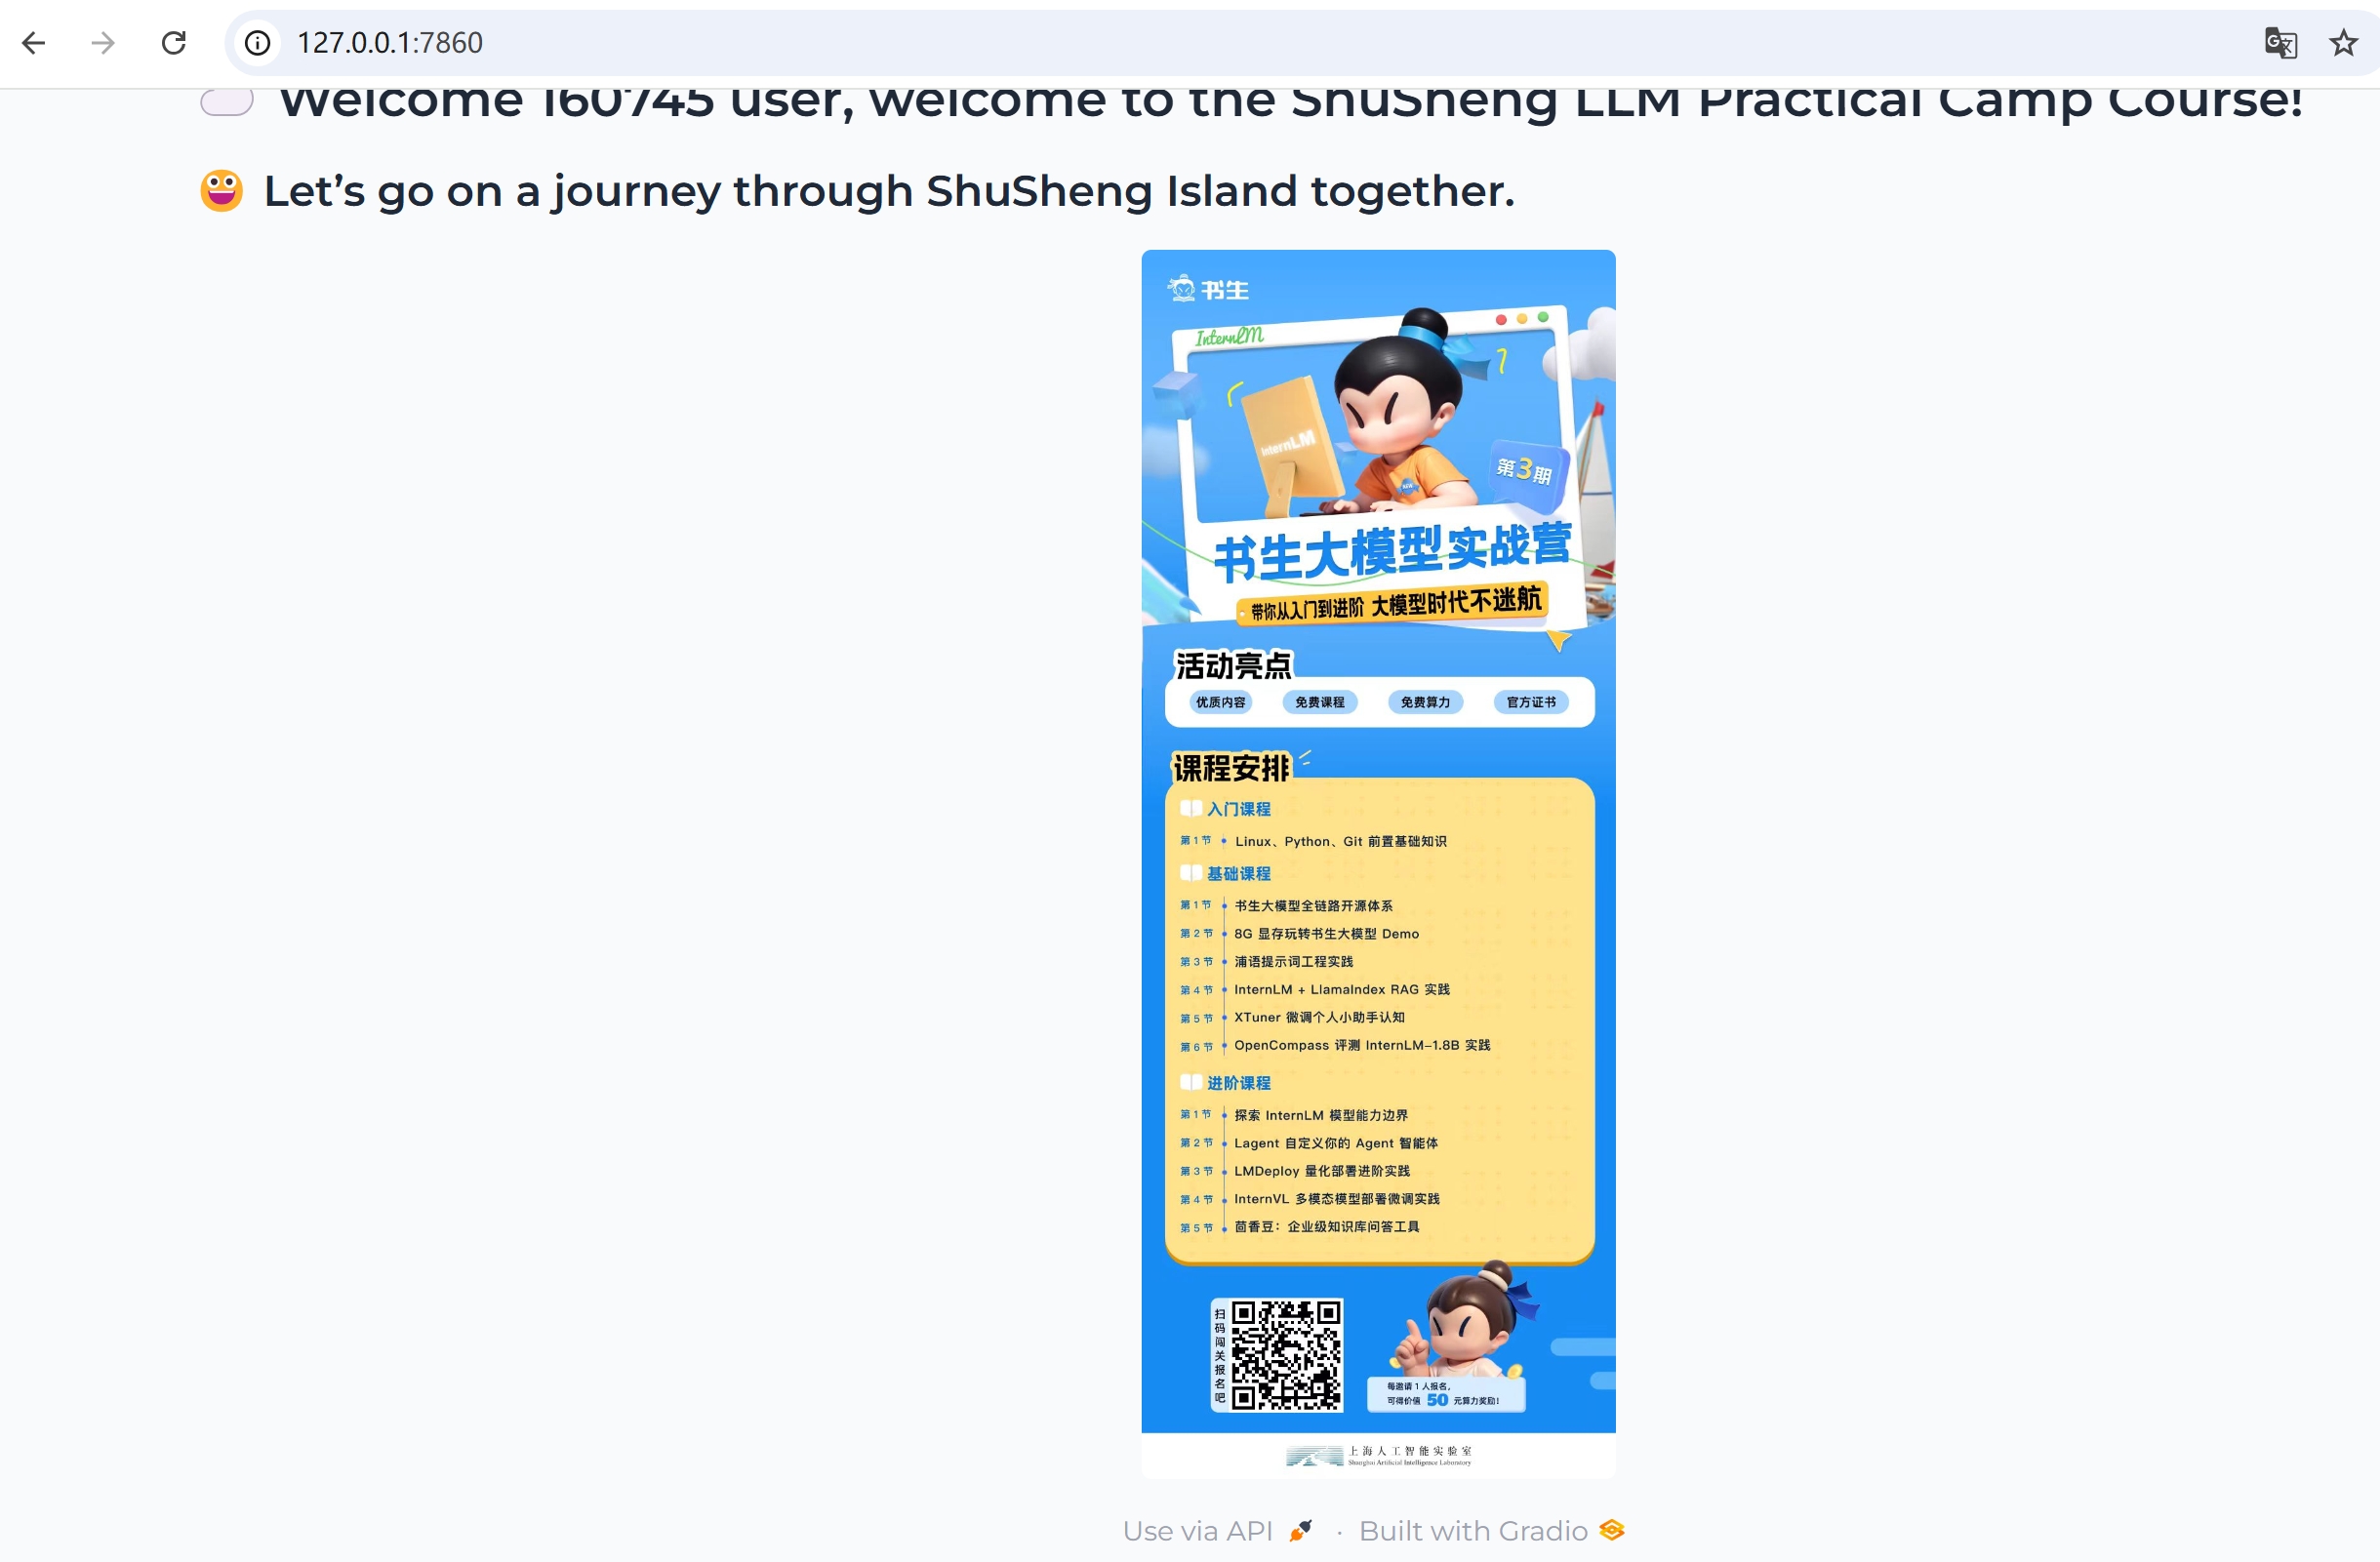 127.0.0.1:7860
Welcome 160745 user, welcome to the ShuSheng LLM Practical Camp Course!
Let’s go on a journey through ShuSheng Island together.
书生
InternLM
InternLM
第3期
书生大模型实战营
带你从入门到进阶 大模型时代不迷航
活动亮点
优质内容 免费课程 免费算力 官方证书
课程安排
入门课程
第1节 Linux、Python、Git 前置基础知识
基础课程
第1节 书生大模型全链路开源体系
第2节 8G 显存玩转书生大模型 Demo
第3节 浦语提示词工程实践
第4节 InternLM + LlamaIndex RAG 实践
第5节 XTuner 微调个人小助手认知
第6节 OpenCompass 评测 InternLM-1.8B 实践
进阶课程
第1节 探索 InternLM 模型能力边界
第2节 Lagent 自定义你的 Agent 智能体
第3节 LMDeploy 量化部署进阶实践
第4节 InternVL 多模态模型部署微调实践
第5节 茴香豆：企业级知识库问答工具
扫码闯关报名吧
每邀请 1 人报名，
可得价值 50 元算力奖励！
上海人工智能实验室
Shanghai Artificial Intelligence Laboratory
Use via API · Built with Gradio